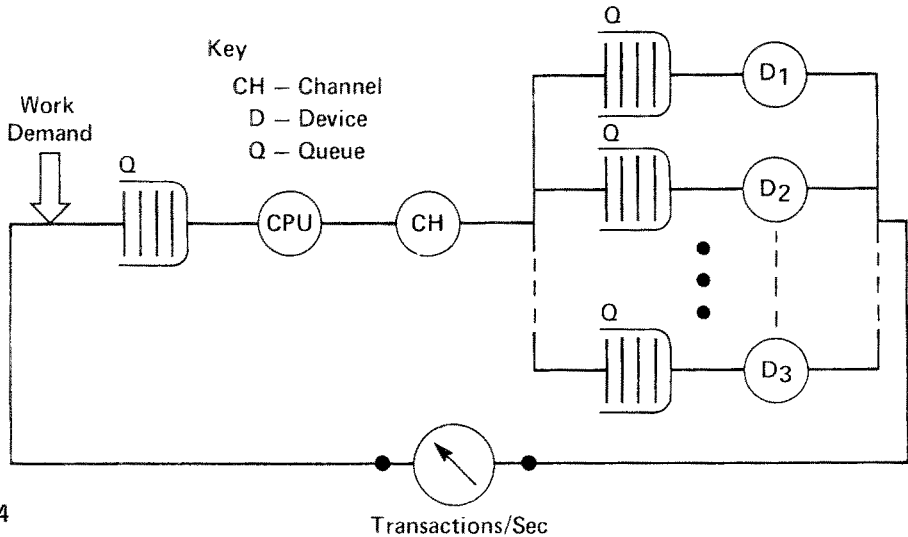 Key
CH – Channel
D – Device
Q – Queue
Work
Demand
Q
CPU
CH
Q
D1
Q
D2
Q
D3
4
Transactions/Sec